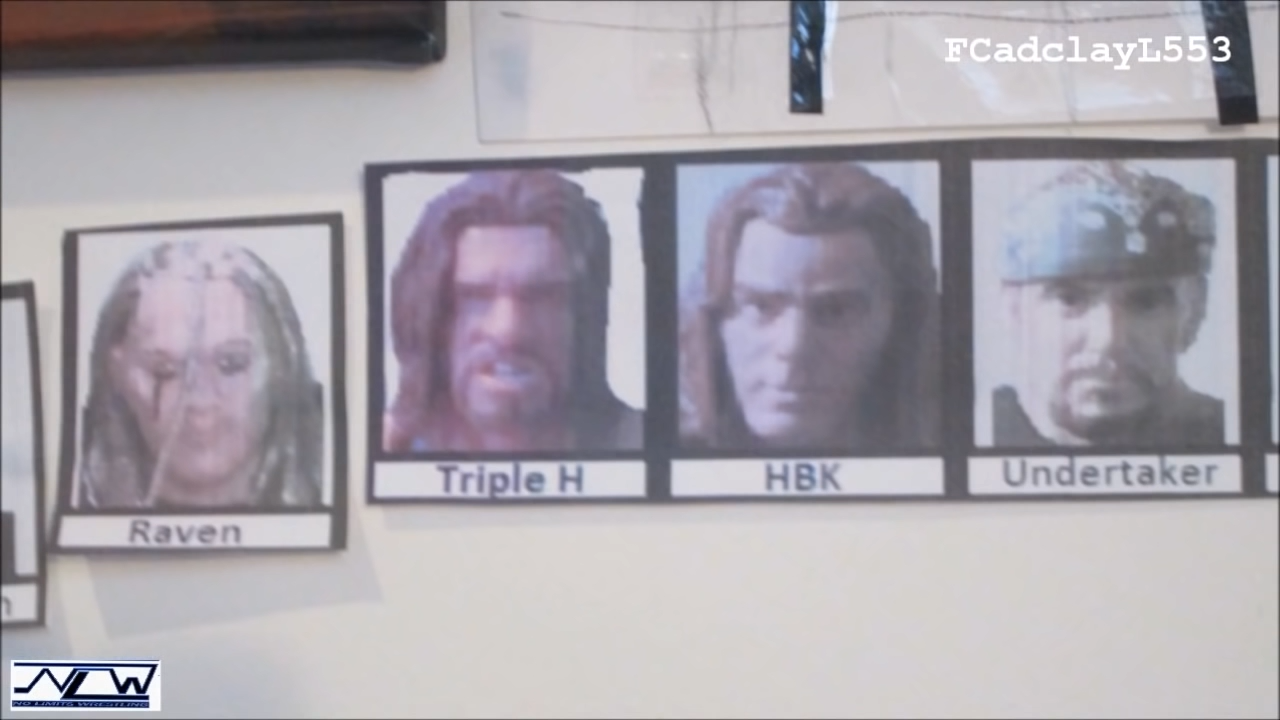 FCadclayL553
Triple H
HBK
Undertaker
Raven
n
NLW
NO LIMITS WRESTLING